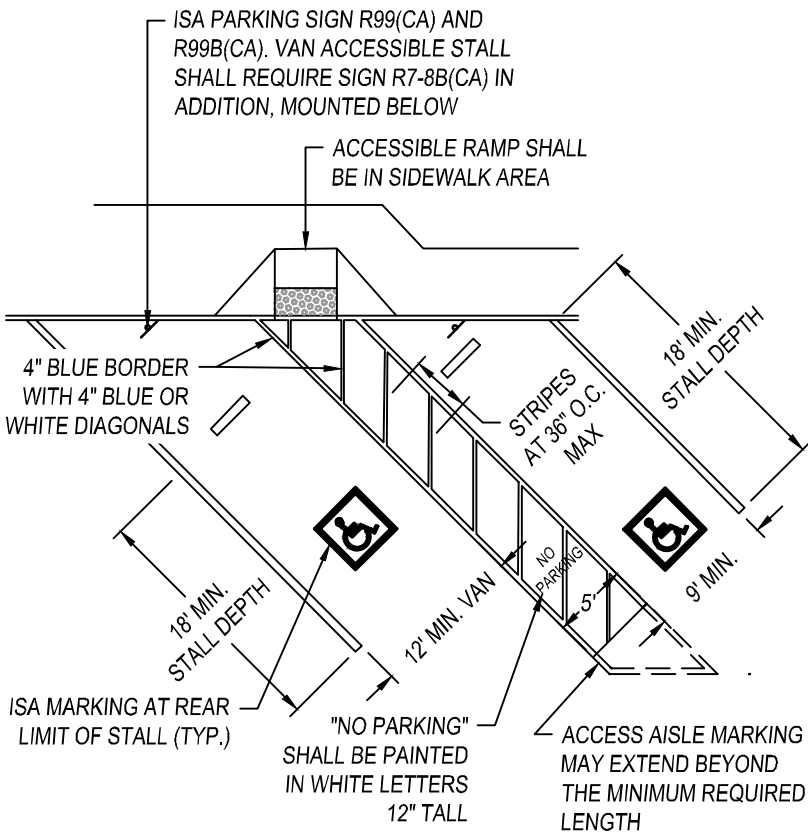 ISA PARKING SIGN R99(CA) AND
R99B(CA). VAN ACCESSIBLE STALL
SHALL REQUIRE SIGN R7-8B(CA) IN
ADDITION, MOUNTED BELOW
ACCESSIBLE RAMP SHALL
BE IN SIDEWALK AREA
18' MIN.
STALL DEPTH
4" BLUE BORDER
WITH 4" BLUE OR
WHITE DIAGONALS
STRIPES
AT 36" O.C.
MAX
NO
PARKING
5'
9' MIN.
12' MIN. VAN
18' MIN.
STALL DEPTH
ISA MARKING AT REAR
LIMIT OF STALL (TYP.)
"NO PARKING"
SHALL BE PAINTED
IN WHITE LETTERS
12" TALL
ACCESS AISLE MARKING
MAY EXTEND BEYOND
THE MINIMUM REQUIRED
LENGTH